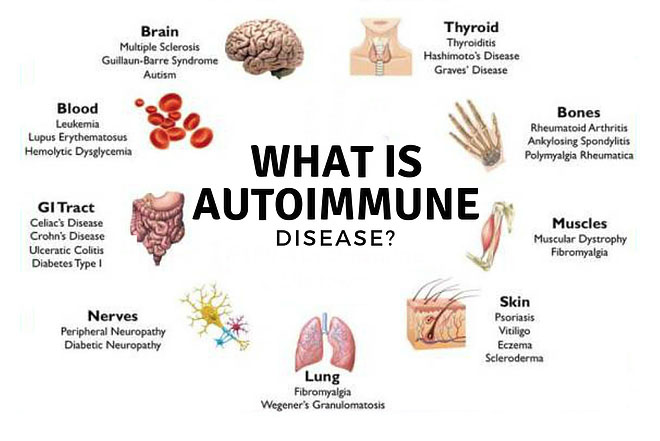 Brain
Multiple Sclerosis
Guillaun-Barre Syndrome
Autism
Thyroid
Thyroiditis
Hashimoto's Disease
Graves' Disease
Blood
Leukemia
Lupus Erythematosus
Hemolytic Dysglycemia
Bones
Rheumatoid Arthritis
Ankylosing Spondylitis
Polymyalgia Rheumatica
WHAT IS
AUTOIMMUNE
DISEASE?
GI Tract
Celiac's Disease
Crohn's Disease
Ulceratic Colitis
Diabetes Type I
Muscles
Muscular Dystrophy
Fibromyalgia
Nerves
Peripheral Neuropathy
Diabetic Neuropathy
Skin
Psoriasis
Vitiligo
Eczema
Scleroderma
Lung
Fibromyalgia
Wegener's Granulomatosis